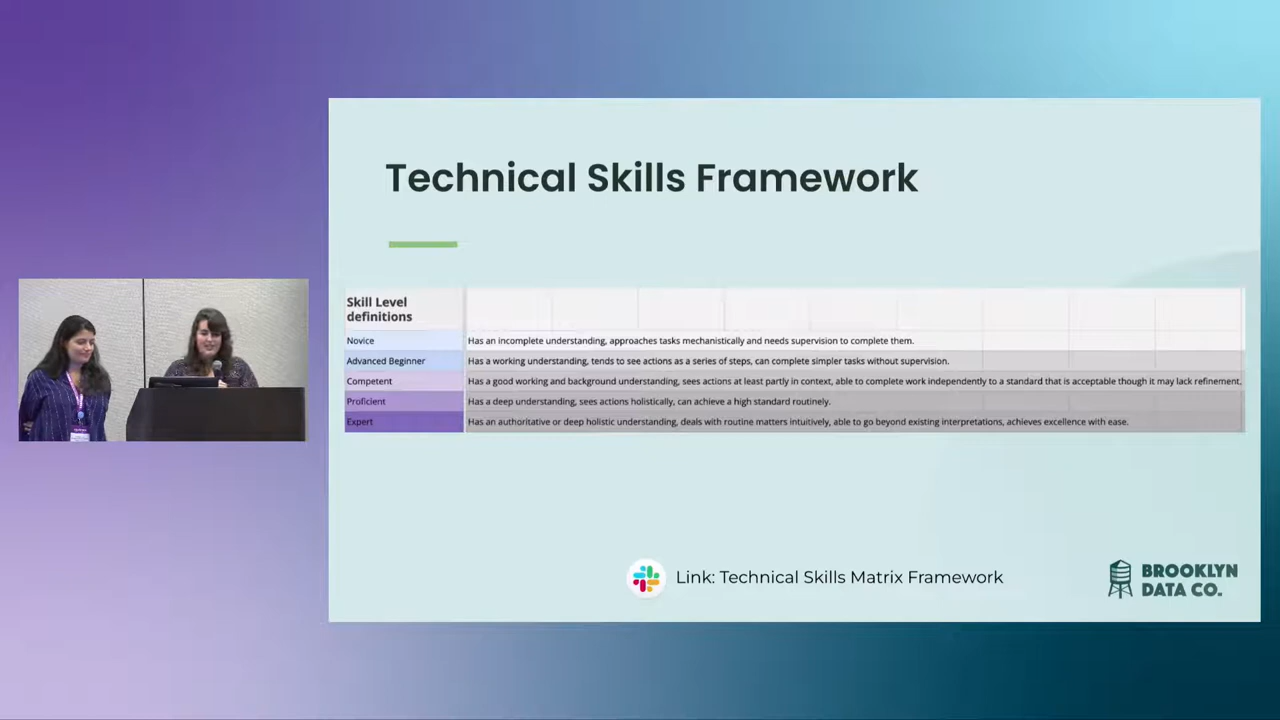 Technical Skills Framework
Skill Level
definitions
Novice Has an incomplete understanding, approaches tasks mechanistically and needs supervision to complete them.
Advanced Beginner Has a working understanding, tends to see actions as a series of steps, can complete simpler tasks without supervision.
Competent Has a good working and background understanding, sees actions at least partly in context, able to complete work independently to a standard that is acceptable though it may lack refinement.
Proficient Has a deep understanding, sees actions holistically, can achieve a high standard routinely.
Expert Has an authoritative or deep holistic understanding, deals with routine matters intuitively, able to go beyond existing interpretations, achieves excellence with ease.
Link: Technical Skills Matrix Framework
BROOKLYN
DATA CO.